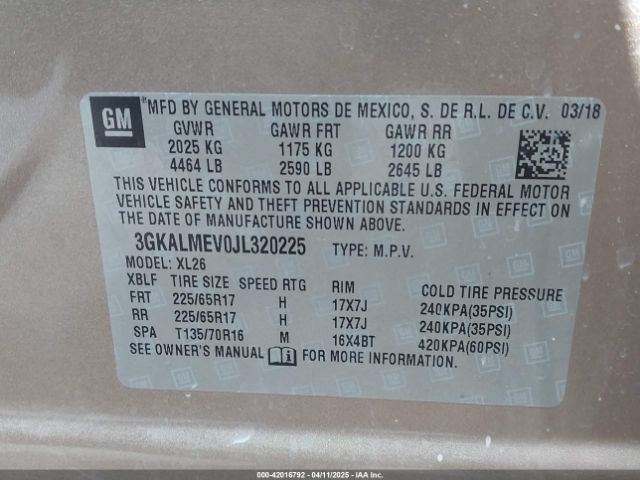 GM
MFD BY GENERAL MOTORS DE MEXICO, S. DE R.L. DE C.V. 03/18
GVWR GAWR FRT GAWR RR
2025 KG 1175 KG 1200 KG
4464 LB 2590 LB 2645 LB
THIS VEHICLE CONFORMS TO ALL APPLICABLE U.S. FEDERAL MOTOR
VEHICLE SAFETY AND THEFT PREVENTION STANDARDS IN EFFECT ON
THE DATE OF MANUFACTURE SHOWN ABOVE.
3GKALMEV0JL320225 TYPE: M.P.V.
MODEL: XL26
XBLF TIRE SIZE SPEED RTG RIM COLD TIRE PRESSURE
FRT 225/65R17 H 17X7J 240KPA(35PSI)
RR 225/65R17 H 17X7J 240KPA(35PSI)
SPA T135/70R16 M 16X4BT 420KPA(60PSI)
SEE OWNER'S MANUAL FOR MORE INFORMATION.
000-42016792 - 04/11/2025 - IAA Inc.